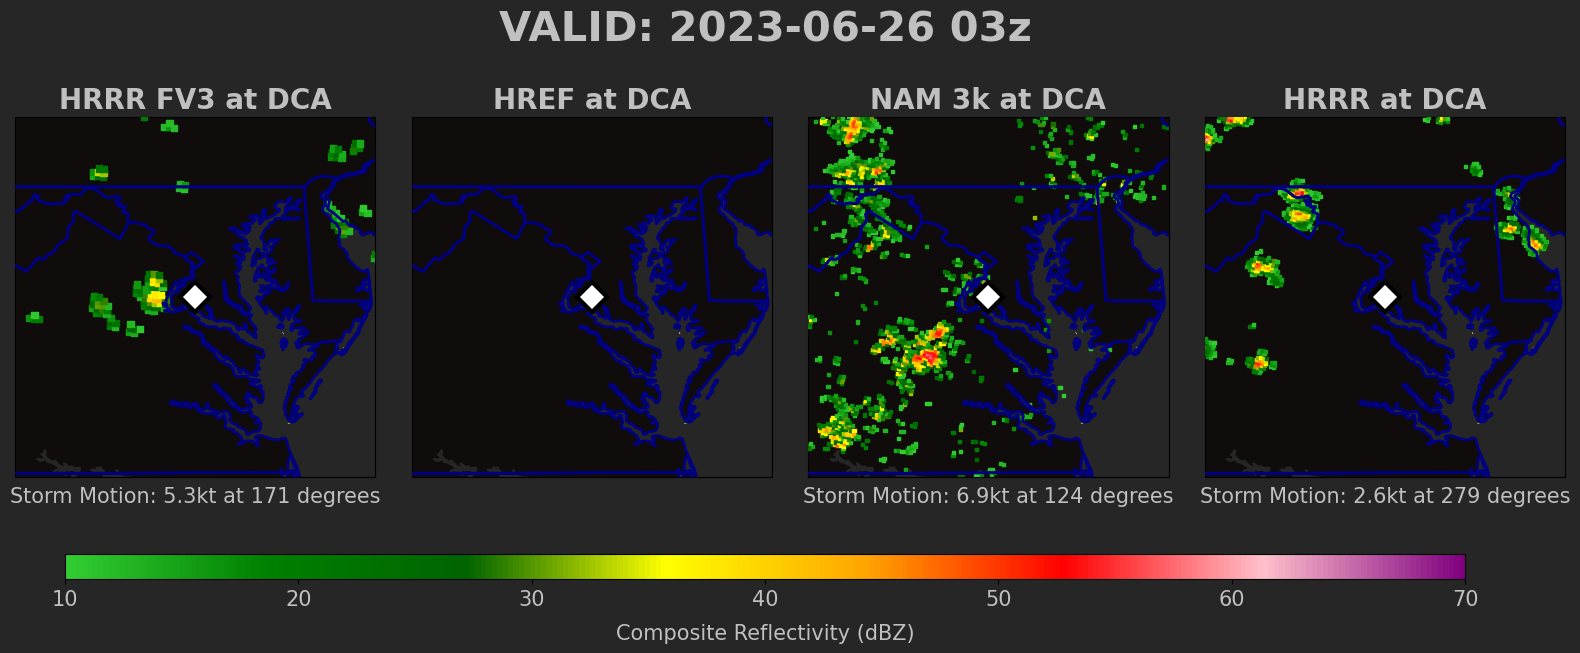 VALID: 2023-06-26 03z
HRRR FV3 at DCA
HREF at DCA
NAM 3k at DCA
HRRR at DCA
Storm Motion: 5.3kt at 171 degrees
Storm Motion: 6.9kt at 124 degrees
Storm Motion: 2.6kt at 279 degrees
10 20 30 40 50 60 70
Composite Reflectivity (dBZ)